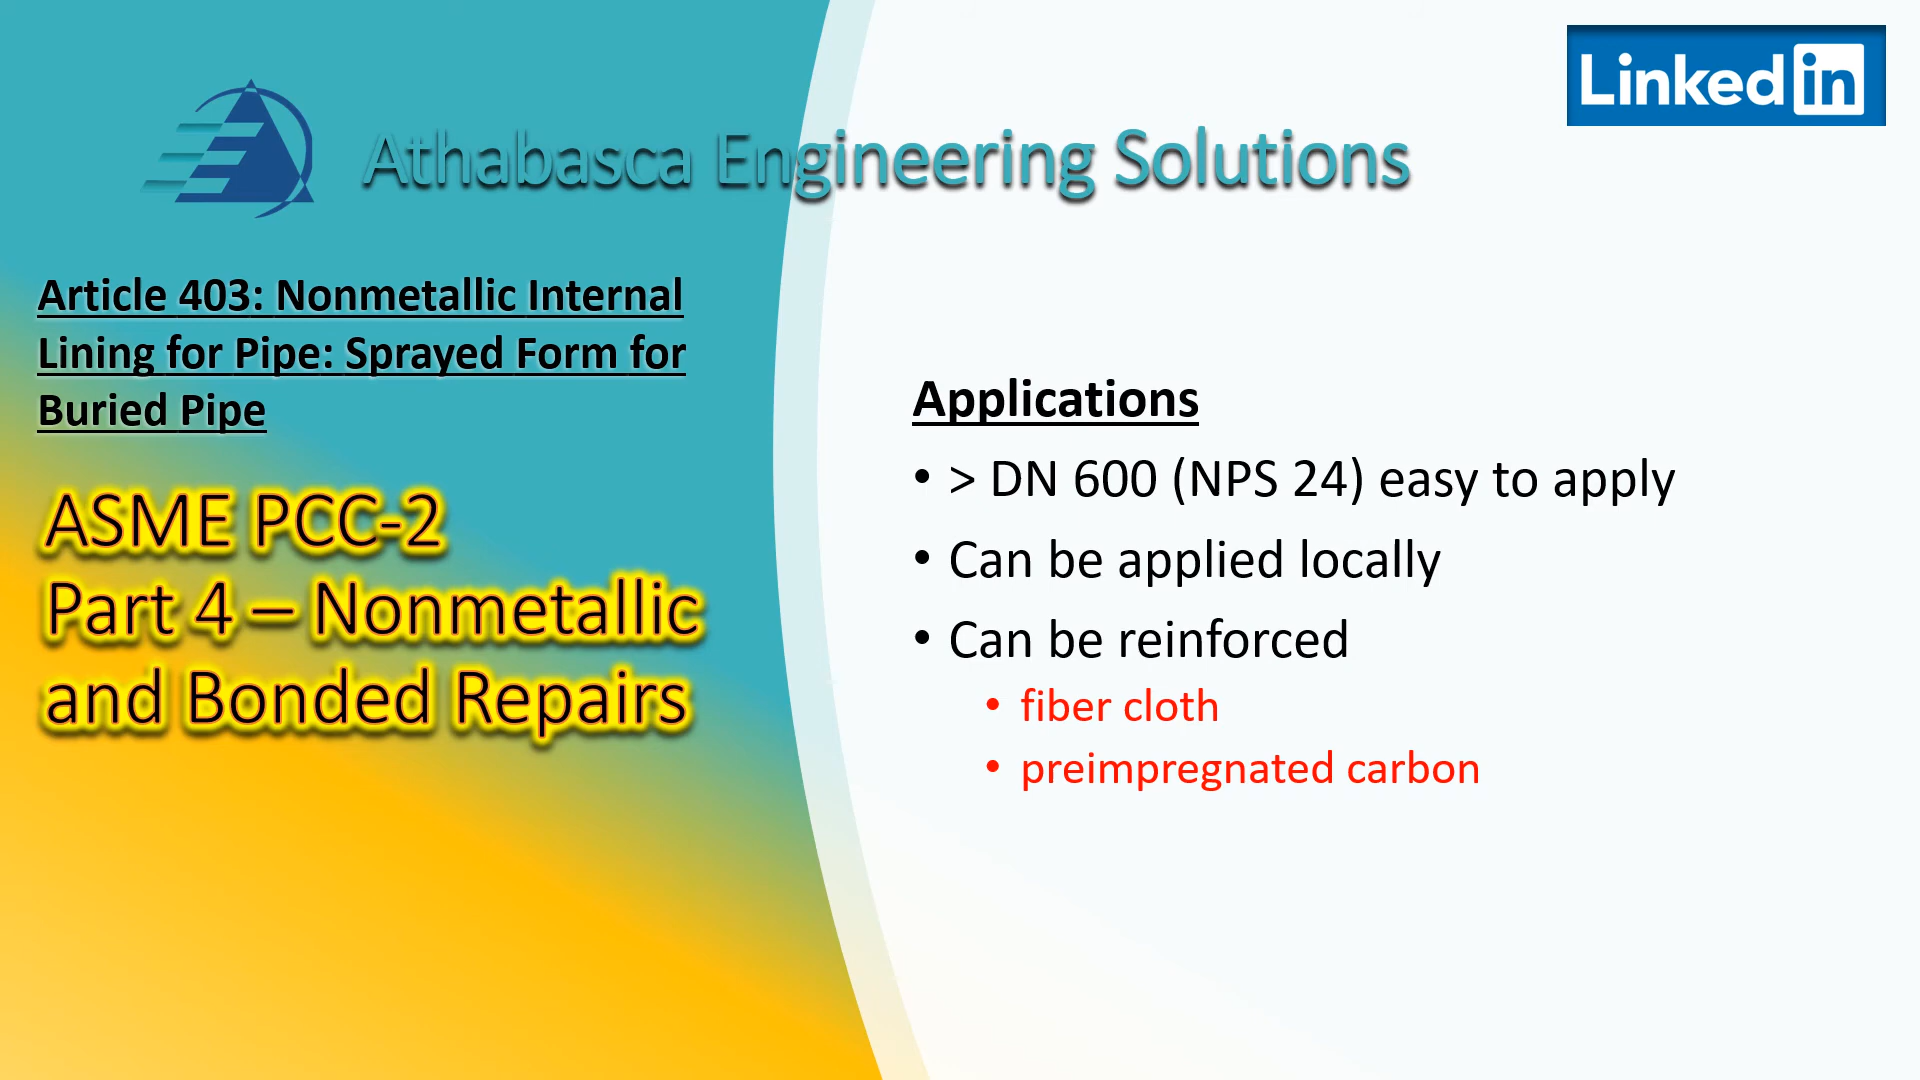 Linkedin
Athabasca Engineering Solutions
Article 403: Nonmetallic Internal
Lining for Pipe: Sprayed Form for
Buried Pipe
ASME PCC-2
Part 4 – Nonmetallic
and Bonded Repairs
Applications
• > DN 600 (NPS 24) easy to apply
• Can be applied locally
• Can be reinforced
• fiber cloth
• preimpregnated carbon